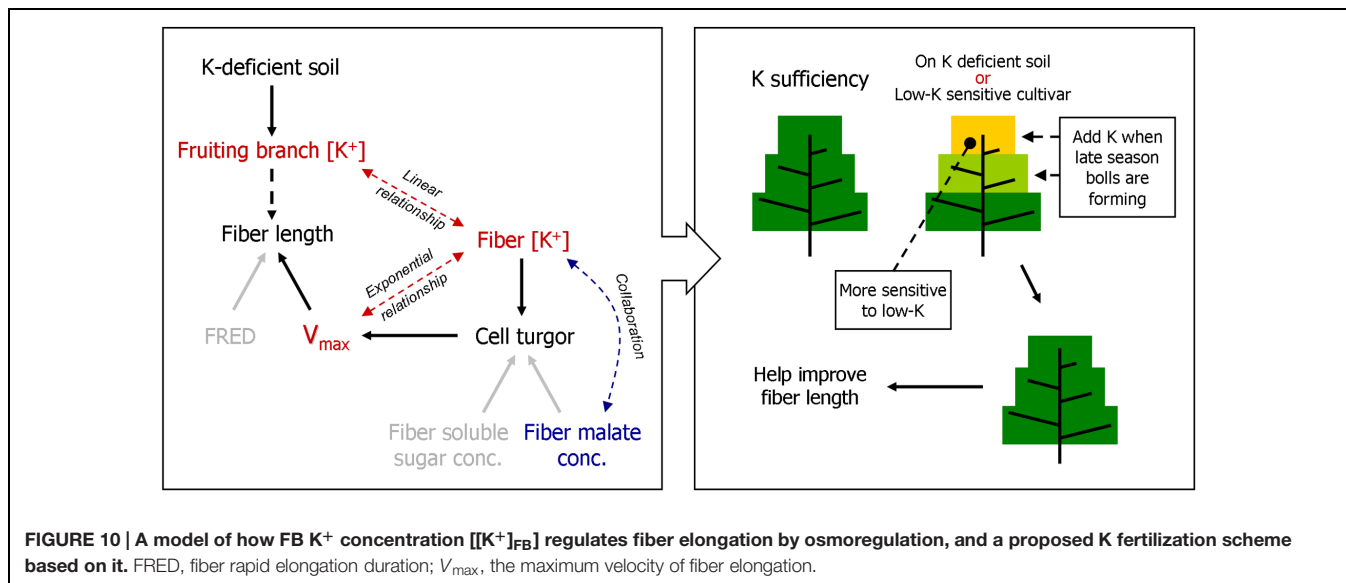 K-deficient soil
Fruiting branch [K⁺]
Linear
relationship
Fiber length
Fiber [K⁺]
Exponential
relationship
Collaboration
FRED
Vmax
Cell turgor
Fiber soluble
sugar conc.
Fiber malate
conc.
K sufficiency
On K deficient soil
or
Low-K sensitive cultivar
Add K when
late season
bolls are
forming
More sensitive
to low-K
Help improve
fiber length
FIGURE 10 | A model of how FB K⁺ concentration [[K⁺]FB] regulates fiber elongation by osmoregulation, and a proposed K fertilization scheme
based on it. FRED, fiber rapid elongation duration; Vmax, the maximum velocity of fiber elongation.